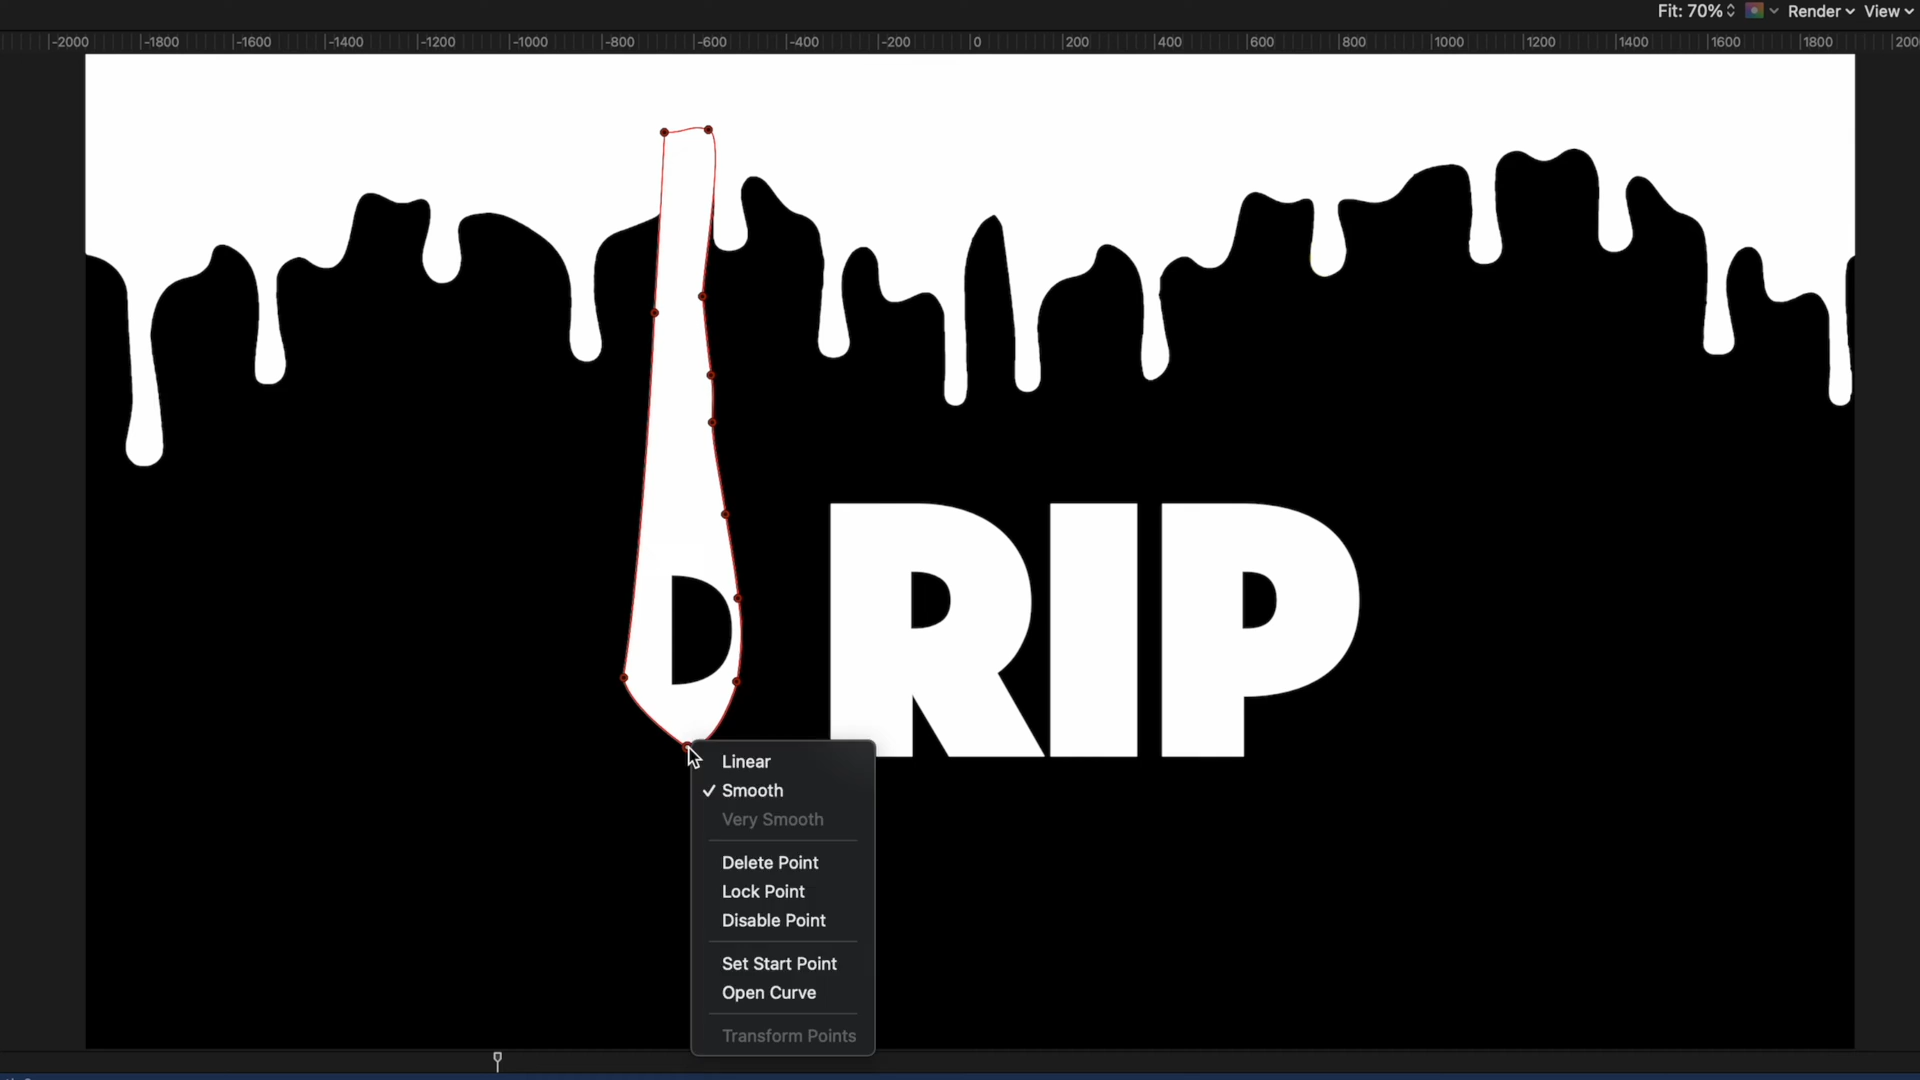 Fit: 70% Render View
-2000 -1800 -1600 -1400 -1200 -1000 -800 -600 -400 -200 0 200 400 600 800 1000 1200 1400 1600 1800 200
D RIP
Linear
✓ Smooth
Very Smooth
Delete Point
Lock Point
Disable Point
Set Start Point
Open Curve
Transform Points